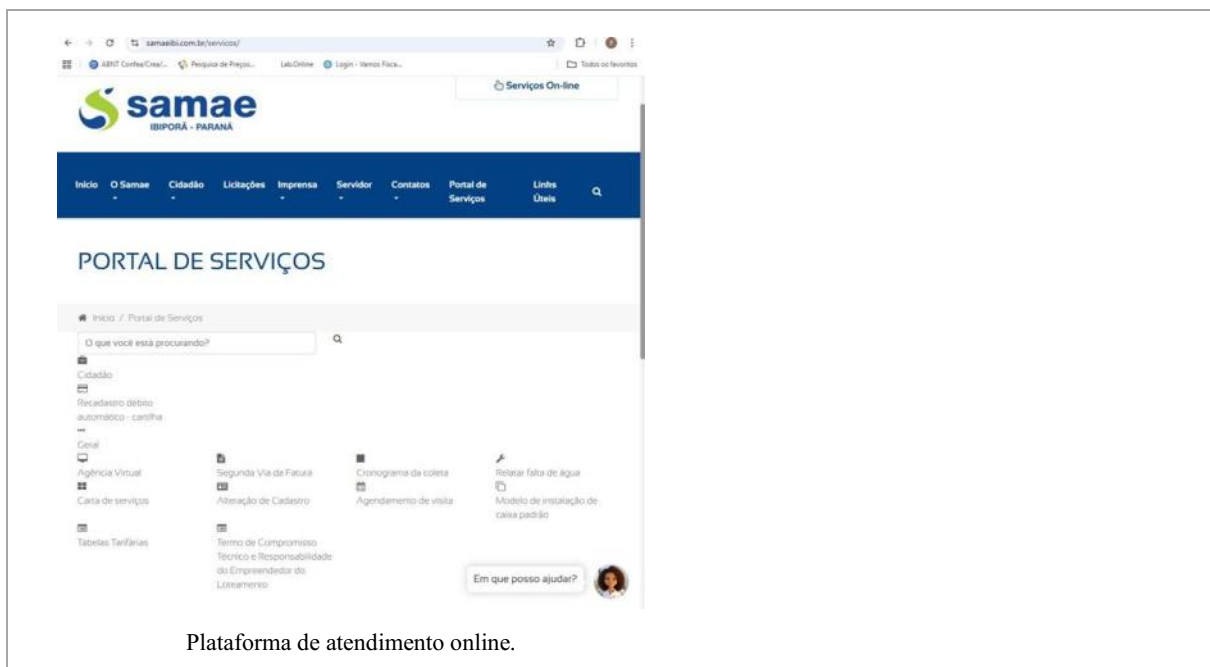 samaeibi.com.br/servicos/
ABNT Confea/Crea/... Pesquisa de Preços... Lab.Online Login - Vamos Fisca... Todos os favoritos
Serviços On-line
samae
IBIPORÃ - PARANÁ
Início O Samae Cidadão Licitações Imprensa Servidor Contatos Portal de Serviços Links Úteis
PORTAL DE SERVIÇOS
Início / Portal de Serviços
O que você está procurando?
Cidadão
Recadastro débito
automático - cartilha
Geral
Agência Virtual Segunda Via da Fatura Cronograma da coleta Relatar falta de água
Carta de serviços Alteração de Cadastro Agendamento de visita Modelo de instalação de
caixa padrão
Tabelas Tarifárias Termo de Compromisso
Técnico e Responsabilidade
do Empreendedor do
Loteamento
Em que posso ajudar?
Plataforma de atendimento online.